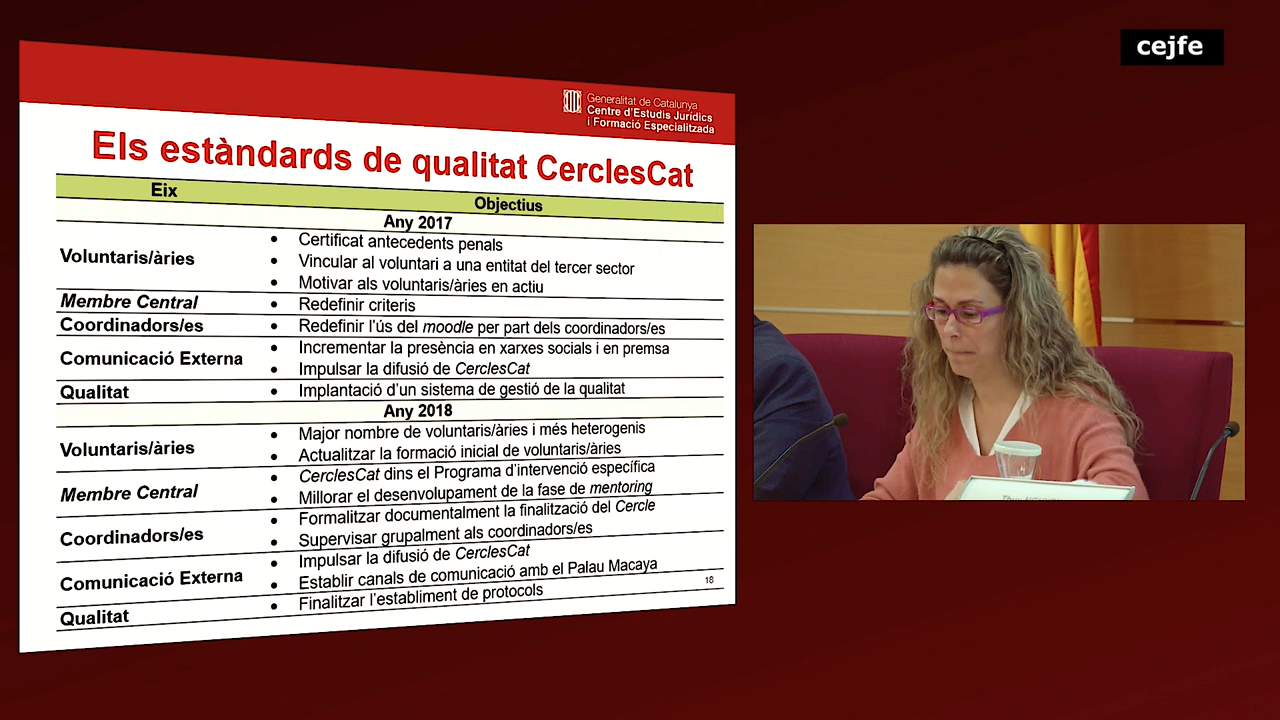 cejfe
Generalitat de Catalunya
Centre d'Estudis Jurídics
i Formació Especialitzada
Els estàndards de qualitat CerclesCat
Eix Objectius
Any 2017
Voluntaris/àries
• Certificat antecedents penals
• Vincular al voluntari a una entitat del tercer sector
• Motivar als voluntaris/àries en actiu
Membre Central
• Redefinir criteris
Coordinadors/es
• Redefinir l'ús del moodle per part dels coordinadors/es
Comunicació Externa
• Incrementar la presència en xarxes socials i en premsa
• Impulsar la difusió de CerclesCat
Qualitat
• Implantació d'un sistema de gestió de la qualitat
Any 2018
Voluntaris/àries
• Major nombre de voluntaris/àries i més heterogenis
• Actualitzar la formació inicial de voluntaris/àries
Membre Central
• CerclesCat dins el Programa d'intervenció específica
• Millorar el desenvolupament de la fase de mentoring
Coordinadors/es
• Formalitzar documentalment la finalització del Cercle
• Supervisar grupalment als coordinadors/es
Comunicació Externa
• Impulsar la difusió de CerclesCat
• Establir canals de comunicació amb el Palau Macaya
Qualitat
• Finalitzar l'establiment de protocols
18